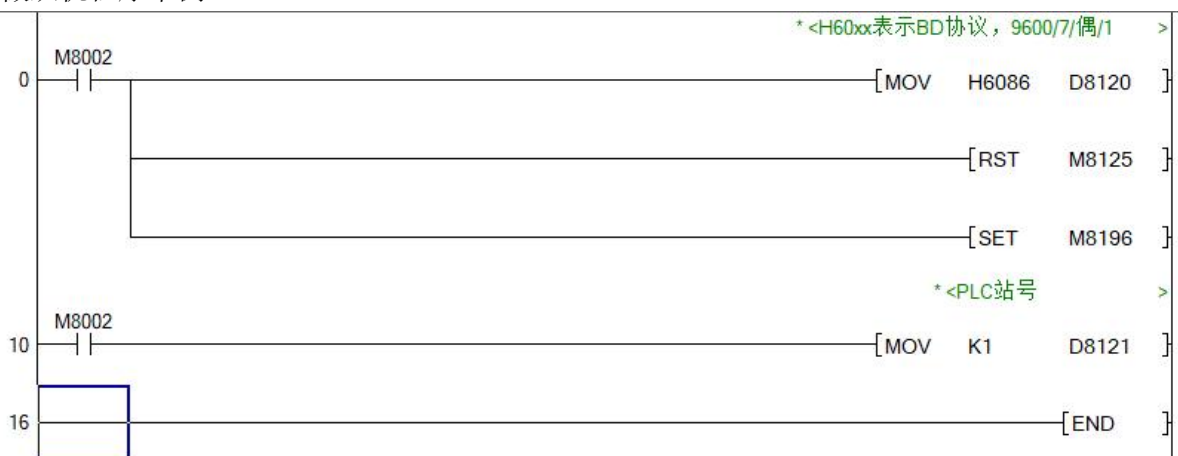 * <H60xx表示BD协议，9600/7/偶/1 >
M8002
0 [MOV H6086 D8120 ]
[RST M8125 ]
[SET M8196 ]
* <PLC站号 >
M8002
10 [MOV K1 D8121 ]
16 [END ]